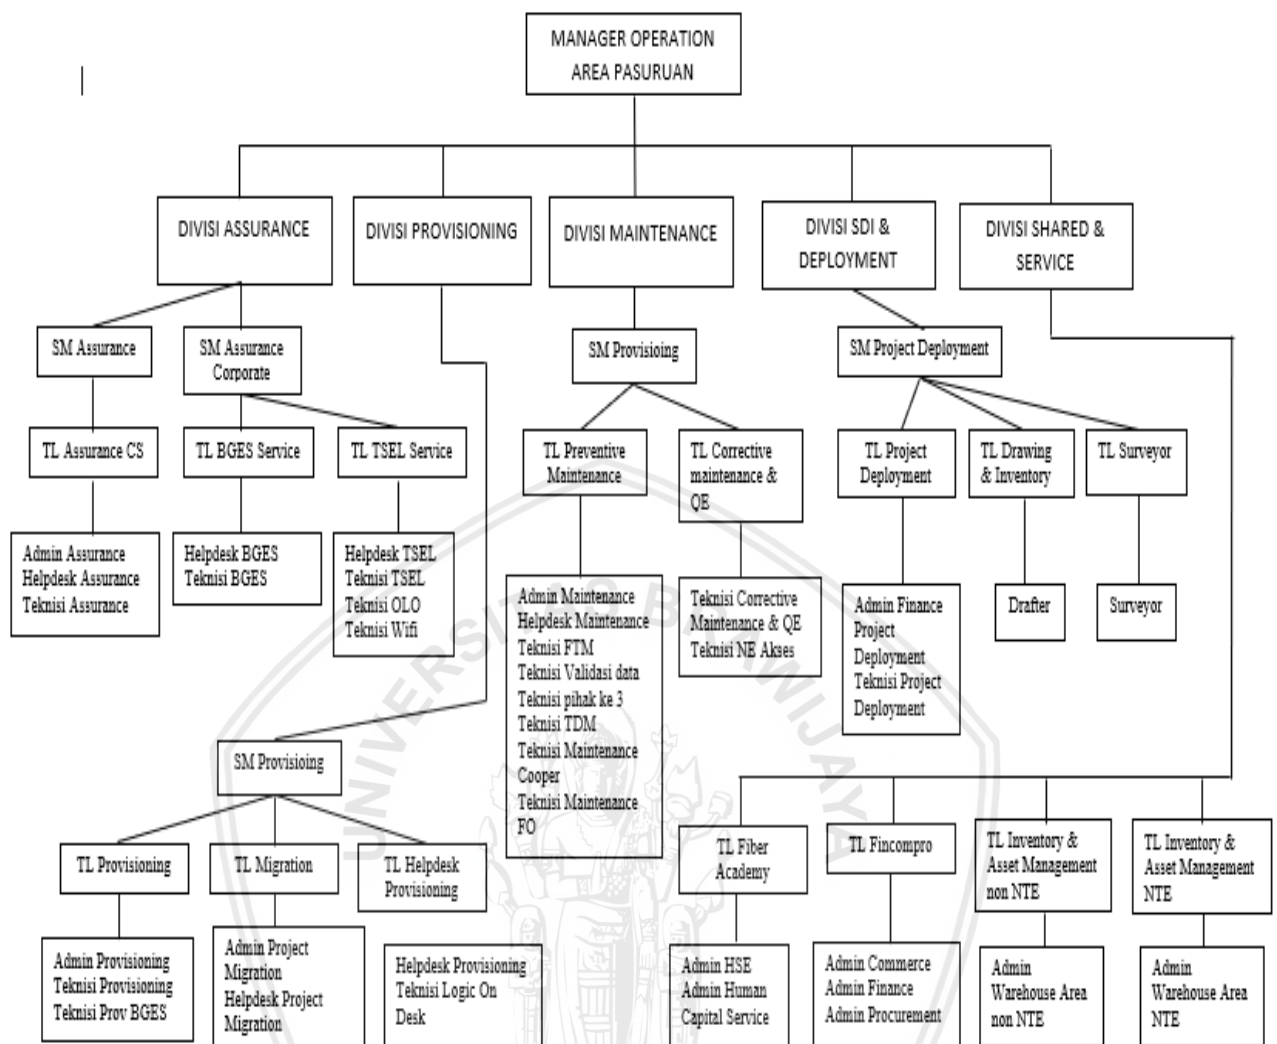 MANAGER OPERATION
AREA PASURUAN
DIVISI ASSURANCE
DIVISI PROVISIONING
DIVISI MAINTENANCE
DIVISI SDI &
DEPLOYMENT
DIVISI SHARED &
SERVICE
SM Assurance
SM Assurance
Corporate
SM Provisioing
SM Project Deployment
TL Assurance CS
TL BGES Service
TL TSEL Service
TL Preventive
Maintenance
TL Corrective
maintenance &
QE
TL Project
Deployment
TL Drawing
& Inventory
TL Surveyor
Admin Assurance
Helpdesk Assurance
Teknisi Assurance
Helpdesk BGES
Teknisi BGES
Helpdesk TSEL
Teknisi TSEL
Teknisi OLO
Teknisi Wifi
Admin Maintenance
Helpdesk Maintenance
Teknisi FTM
Teknisi Validasi data
Teknisi pihak ke 3
Teknisi TDM
Teknisi Maintenance
Cooper
Teknisi Maintenance
FO
Teknisi Corrective
Maintenance & QE
Teknisi NE Akses
Admin Finance
Project
Deployment
Teknisi Project
Deployment
Drafter
Surveyor
SM Provisioing
TL Provisioning
TL Migration
TL Helpdesk
Provisioning
TL Fiber
Academy
TL Fincompro
TL Inventory &
Asset Management
non NTE
TL Inventory &
Asset Management
NTE
Admin Provisioning
Teknisi Provisioning
Teknisi Prov BGES
Admin Project
Migration
Helpdesk Project
Migration
Helpdesk Provisioning
Teknisi Logic On
Desk
Admin HSE
Admin Human
Capital Service
Admin Commerce
Admin Finance
Admin Procurement
Admin
Warehouse Area
non NTE
Admin
Warehouse Area
NTE
UNIVERSITAS BRAWIJAYA